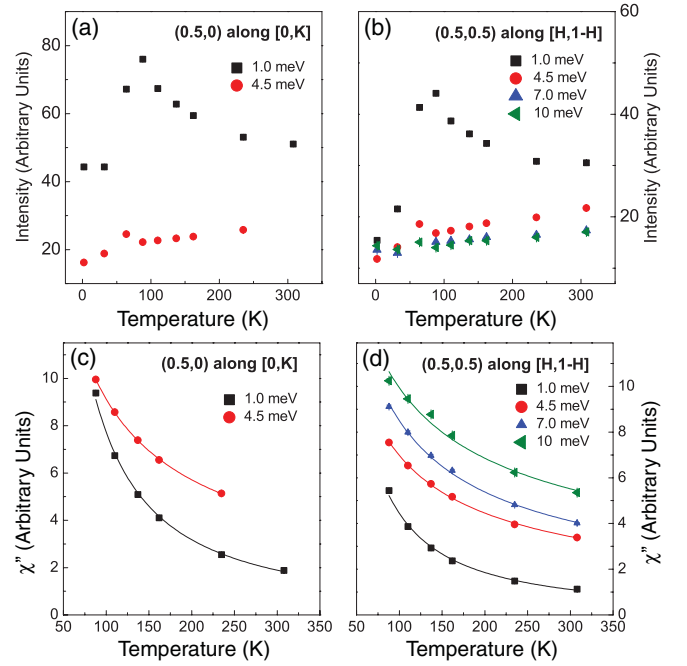 (a)
(0.5,0) along [0,K]
1.0 meV
4.5 meV
80
60
40
20
0
100
200
300
Intensity (Arbitrary Units)
Temperature (K)
(b)
(0.5,0.5) along [H,1-H]
1.0 meV
4.5 meV
7.0 meV
10 meV
60
40
20
0
100
200
300
Intensity (Arbitrary Units)
Temperature (K)
(c)
(0.5,0) along [0,K]
1.0 meV
4.5 meV
10
8
6
4
2
0
50
100
150
200
250
300
350
χ" (Arbitrary Units)
Temperature (K)
(d)
(0.5,0.5) along [H,1-H]
1.0 meV
4.5 meV
7.0 meV
10 meV
10
8
6
4
2
0
50
100
150
200
250
300
350
χ" (Arbitrary Units)
Temperature (K)